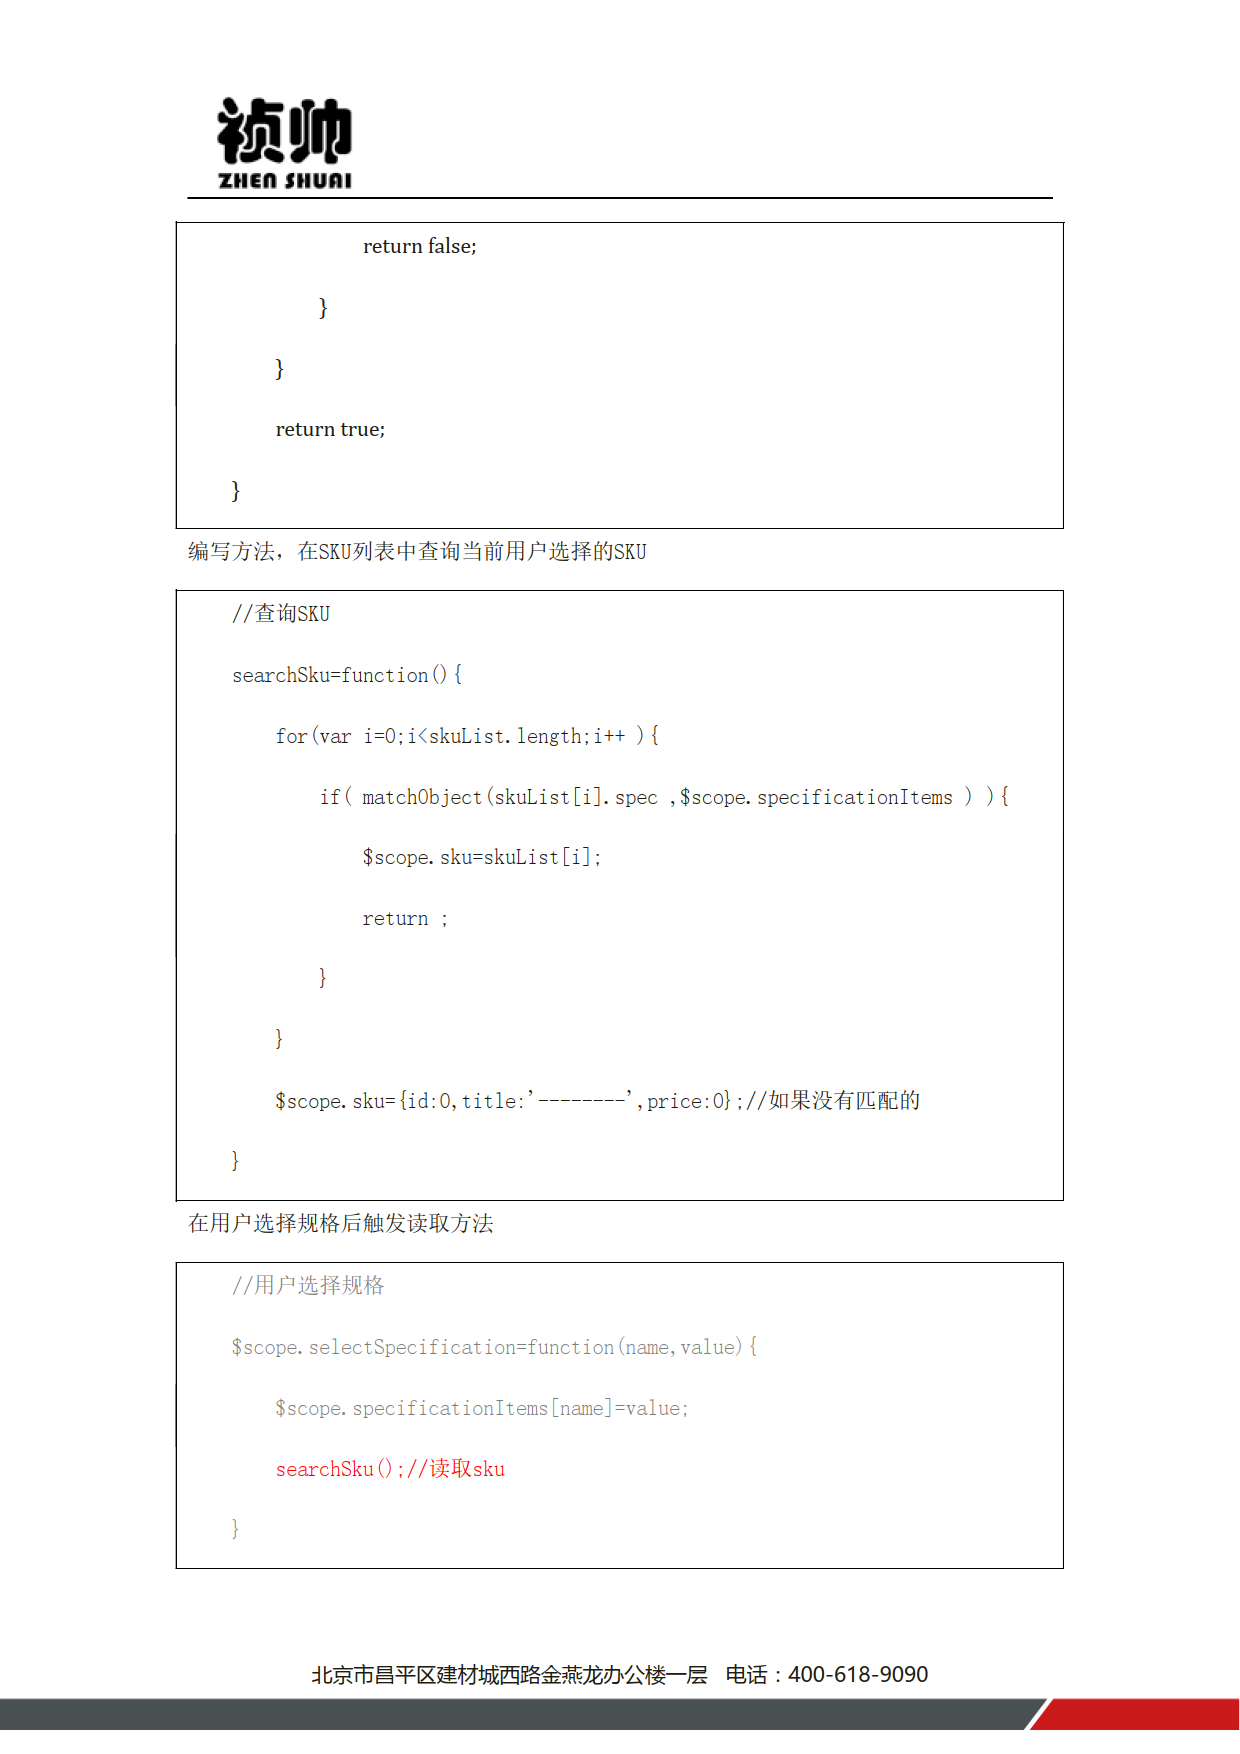 祯帅
ZHEN SHUAI
return false;
}
}
return true;
}
编写方法，在SKU列表中查询当前用户选择的SKU
//查询SKU
searchSku=function(){
for(var i=0;i<skuList.length;i++ ){
if( matchObject(skuList[i].spec ,$scope.specificationItems ) ){
$scope.sku=skuList[i];
return ;
}
}
$scope.sku={id:0,title:'--------',price:0};//如果没有匹配的
}
在用户选择规格后触发读取方法
//用户选择规格
$scope.selectSpecification=function(name,value){
$scope.specificationItems[name]=value;
searchSku();//读取sku
}
北京市昌平区建材城西路金燕龙办公楼一层 电话：400-618-9090